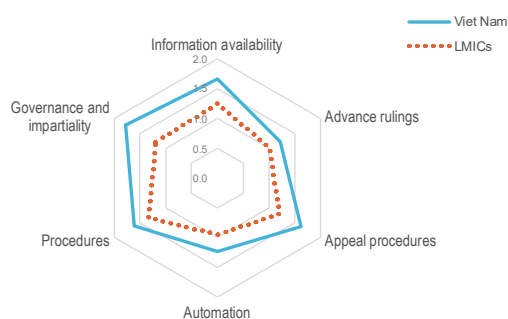 Viet Nam
LMICs
Information availability
2.0
1.5
1.0
0.5
0.0
Governance and
impartiality
Advance rulings
Procedures
Appeal procedures
Automation